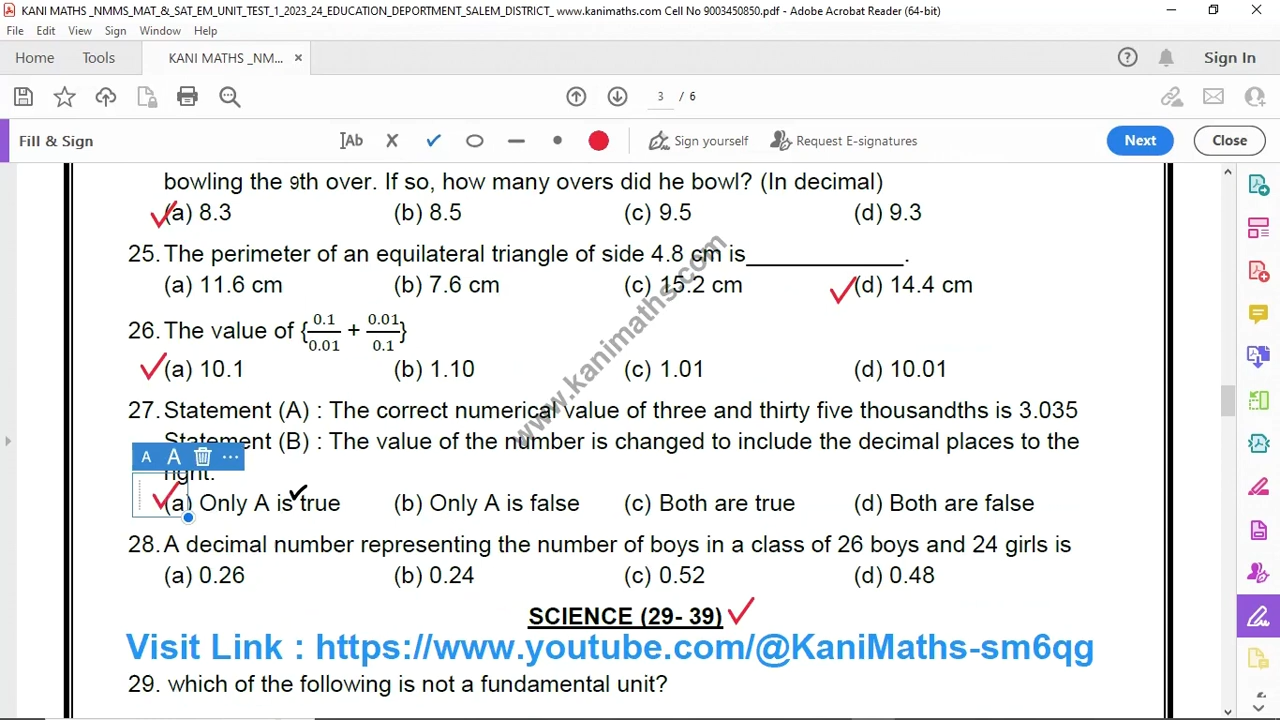 KANI MATHS _NMMS_MAT_& SAT_EM_UNIT_TEST_1_2023_24_EDUCATION_DEPORTMENT_SALEM_DISTRICT_ www.kanimaths.com Cell No 9003450850.pdf - Adobe Acrobat Reader (64-bit)
File Edit View Sign Window Help
Home Tools KANI MATHS _NM... × Sign In
3 / 6
Fill & Sign Ab Sign yourself Request E-signatures Next Close
bowling the 9th over. If so, how many overs did he bowl? (In decimal)
(a) 8.3 (b) 8.5 (c) 9.5 (d) 9.3
25. The perimeter of an equilateral triangle of side 4.8 cm is____________.
(a) 11.6 cm (b) 7.6 cm (c) 15.2 cm (d) 14.4 cm
26. The value of {0.1/0.01 + 0.01/0.1}
(a) 10.1 (b) 1.10 (c) 1.01 (d) 10.01
27. Statement (A) : The correct numerical value of three and thirty five thousandths is 3.035
Statement (B) : The value of the number is changed to include the decimal places to the
A A ...
right.
(a) Only A is true (b) Only A is false (c) Both are true (d) Both are false
28. A decimal number representing the number of boys in a class of 26 boys and 24 girls is
(a) 0.26 (b) 0.24 (c) 0.52 (d) 0.48
www.kanimaths.com
SCIENCE (29- 39)
Visit Link : https://www.youtube.com/@KaniMaths-sm6qg
29. which of the following is not a fundamental unit?